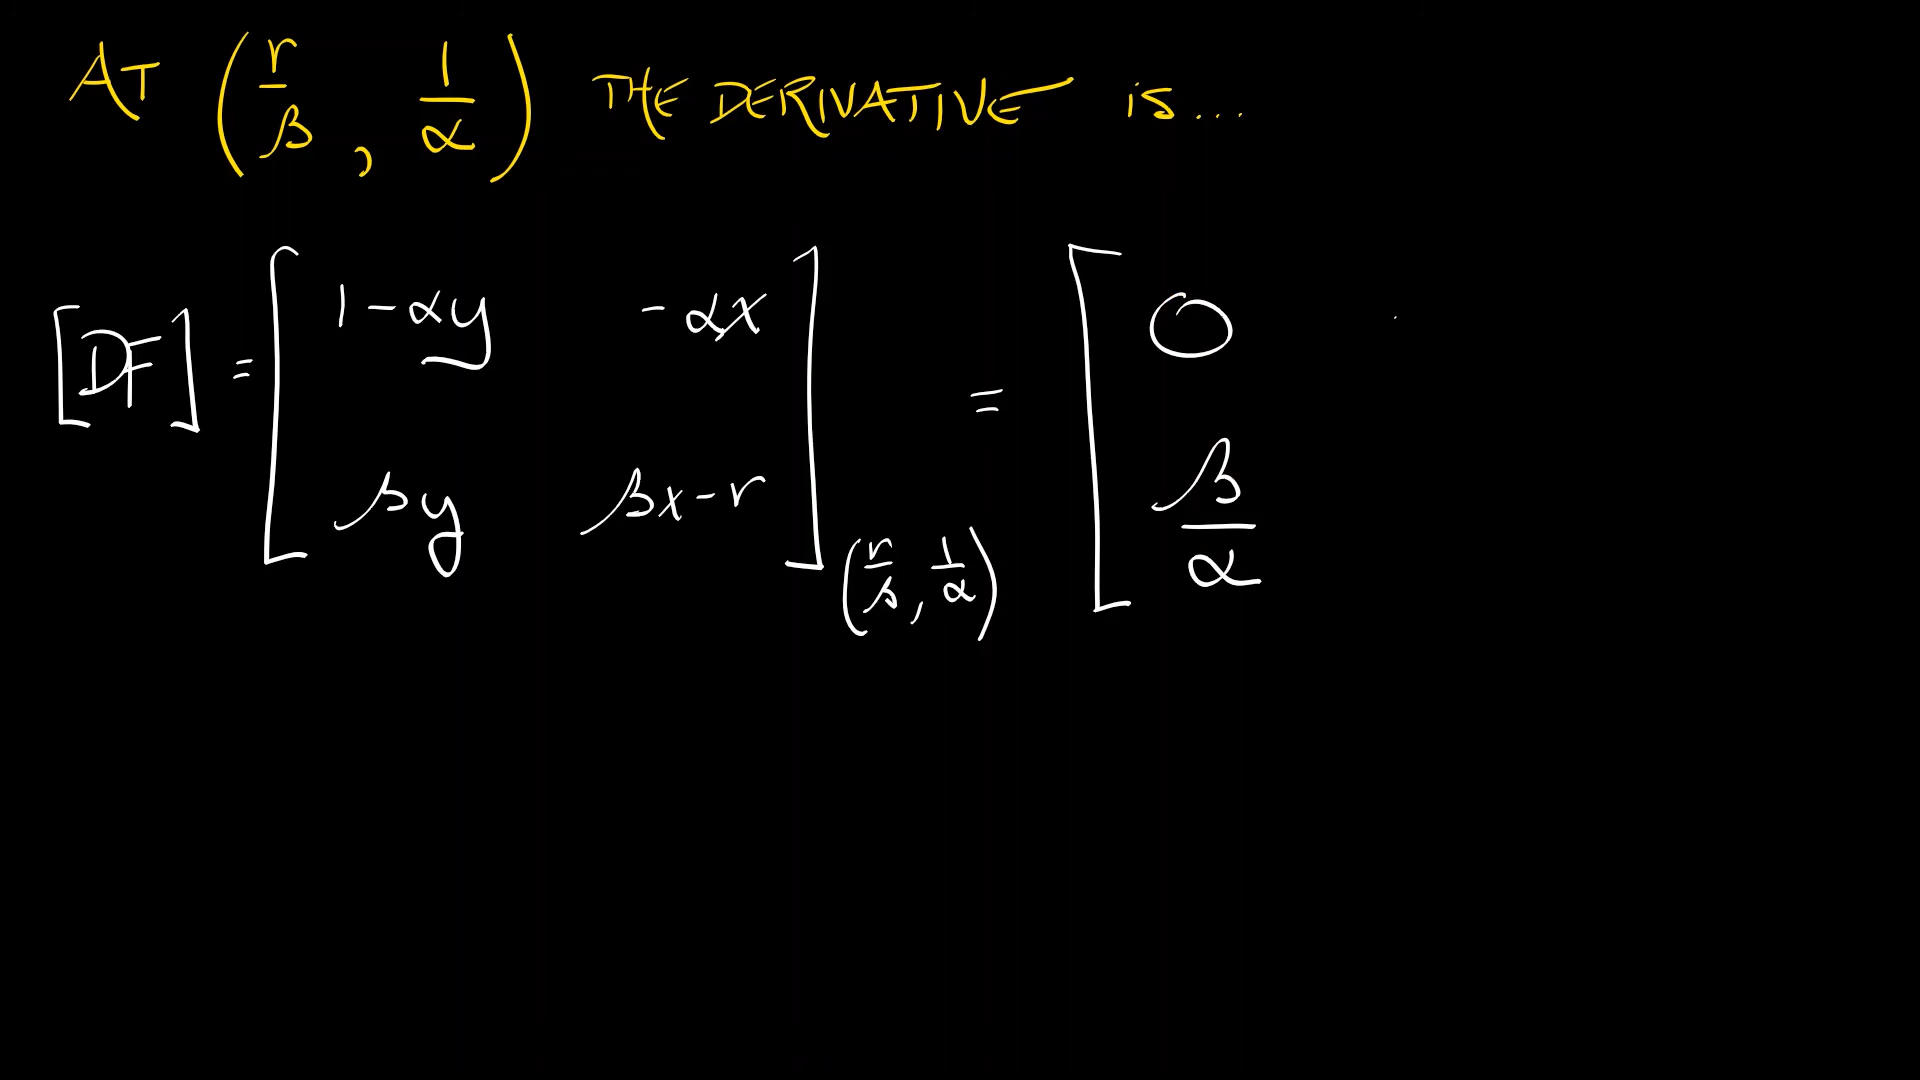 AT (r/β, 1/α) THE DERIVATIVE IS...
[DF] = [1-αy -αx; βy βx-r](r/β, 1/α) = [0; β/α